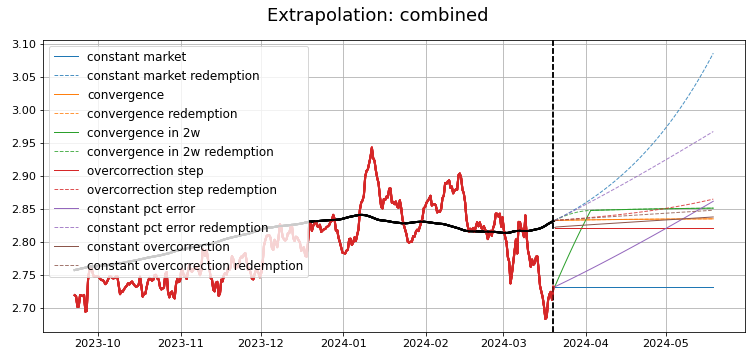 Extrapolation: combined
3.10
3.05
3.00
2.95
2.90
2.85
2.80
2.75
2.70
constant market
constant market redemption
convergence
convergence redemption
convergence in 2w
convergence in 2w redemption
overcorrection step
overcorrection step redemption
constant pct error
constant pct error redemption
constant overcorrection
constant overcorrection redemption
2023-10 2023-11 2023-12 2024-01 2024-02 2024-03 2024-04 2024-05